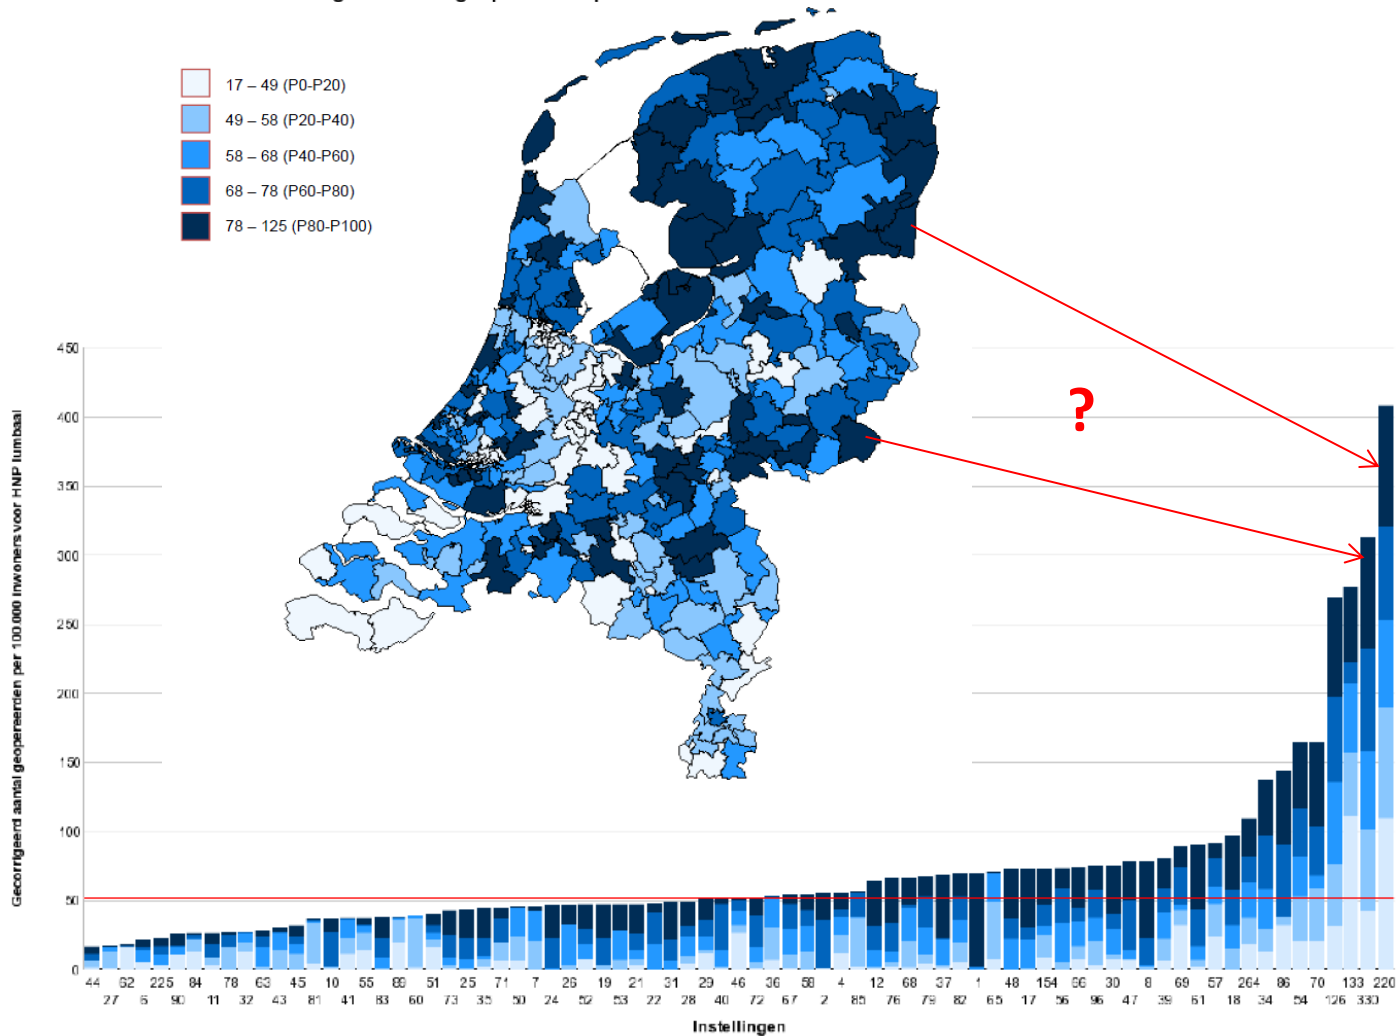 17 – 49 (P0-P20)
49 – 58 (P20-P40)
58 – 68 (P40-P60)
68 – 78 (P60-P80)
78 – 125 (P80-P100)
?
Gecorrigeerd aantal geopereerden per 100.000 inwoners voor HNP lumbaal
450
400
350
300
250
200
150
100
50
0
44 62 225 84 78 63 45 10 55 89 51 25 71 7 26 19 21 31 29 46 36 58 4 12 68 37 1 48 154 66 30 8 69 57 264 86 70 133 220
27 6 90 11 32 43 81 41 83 60 73 35 50 24 52 53 22 28 40 72 67 2 85 76 79 82 65 17 56 96 47 39 61 18 34 54 126 330
Instellingen